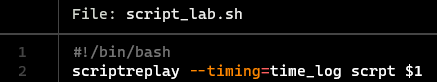 File: script_lab.sh
1 #!/bin/bash
2 scriptreplay --timing=time_log scrpt $1